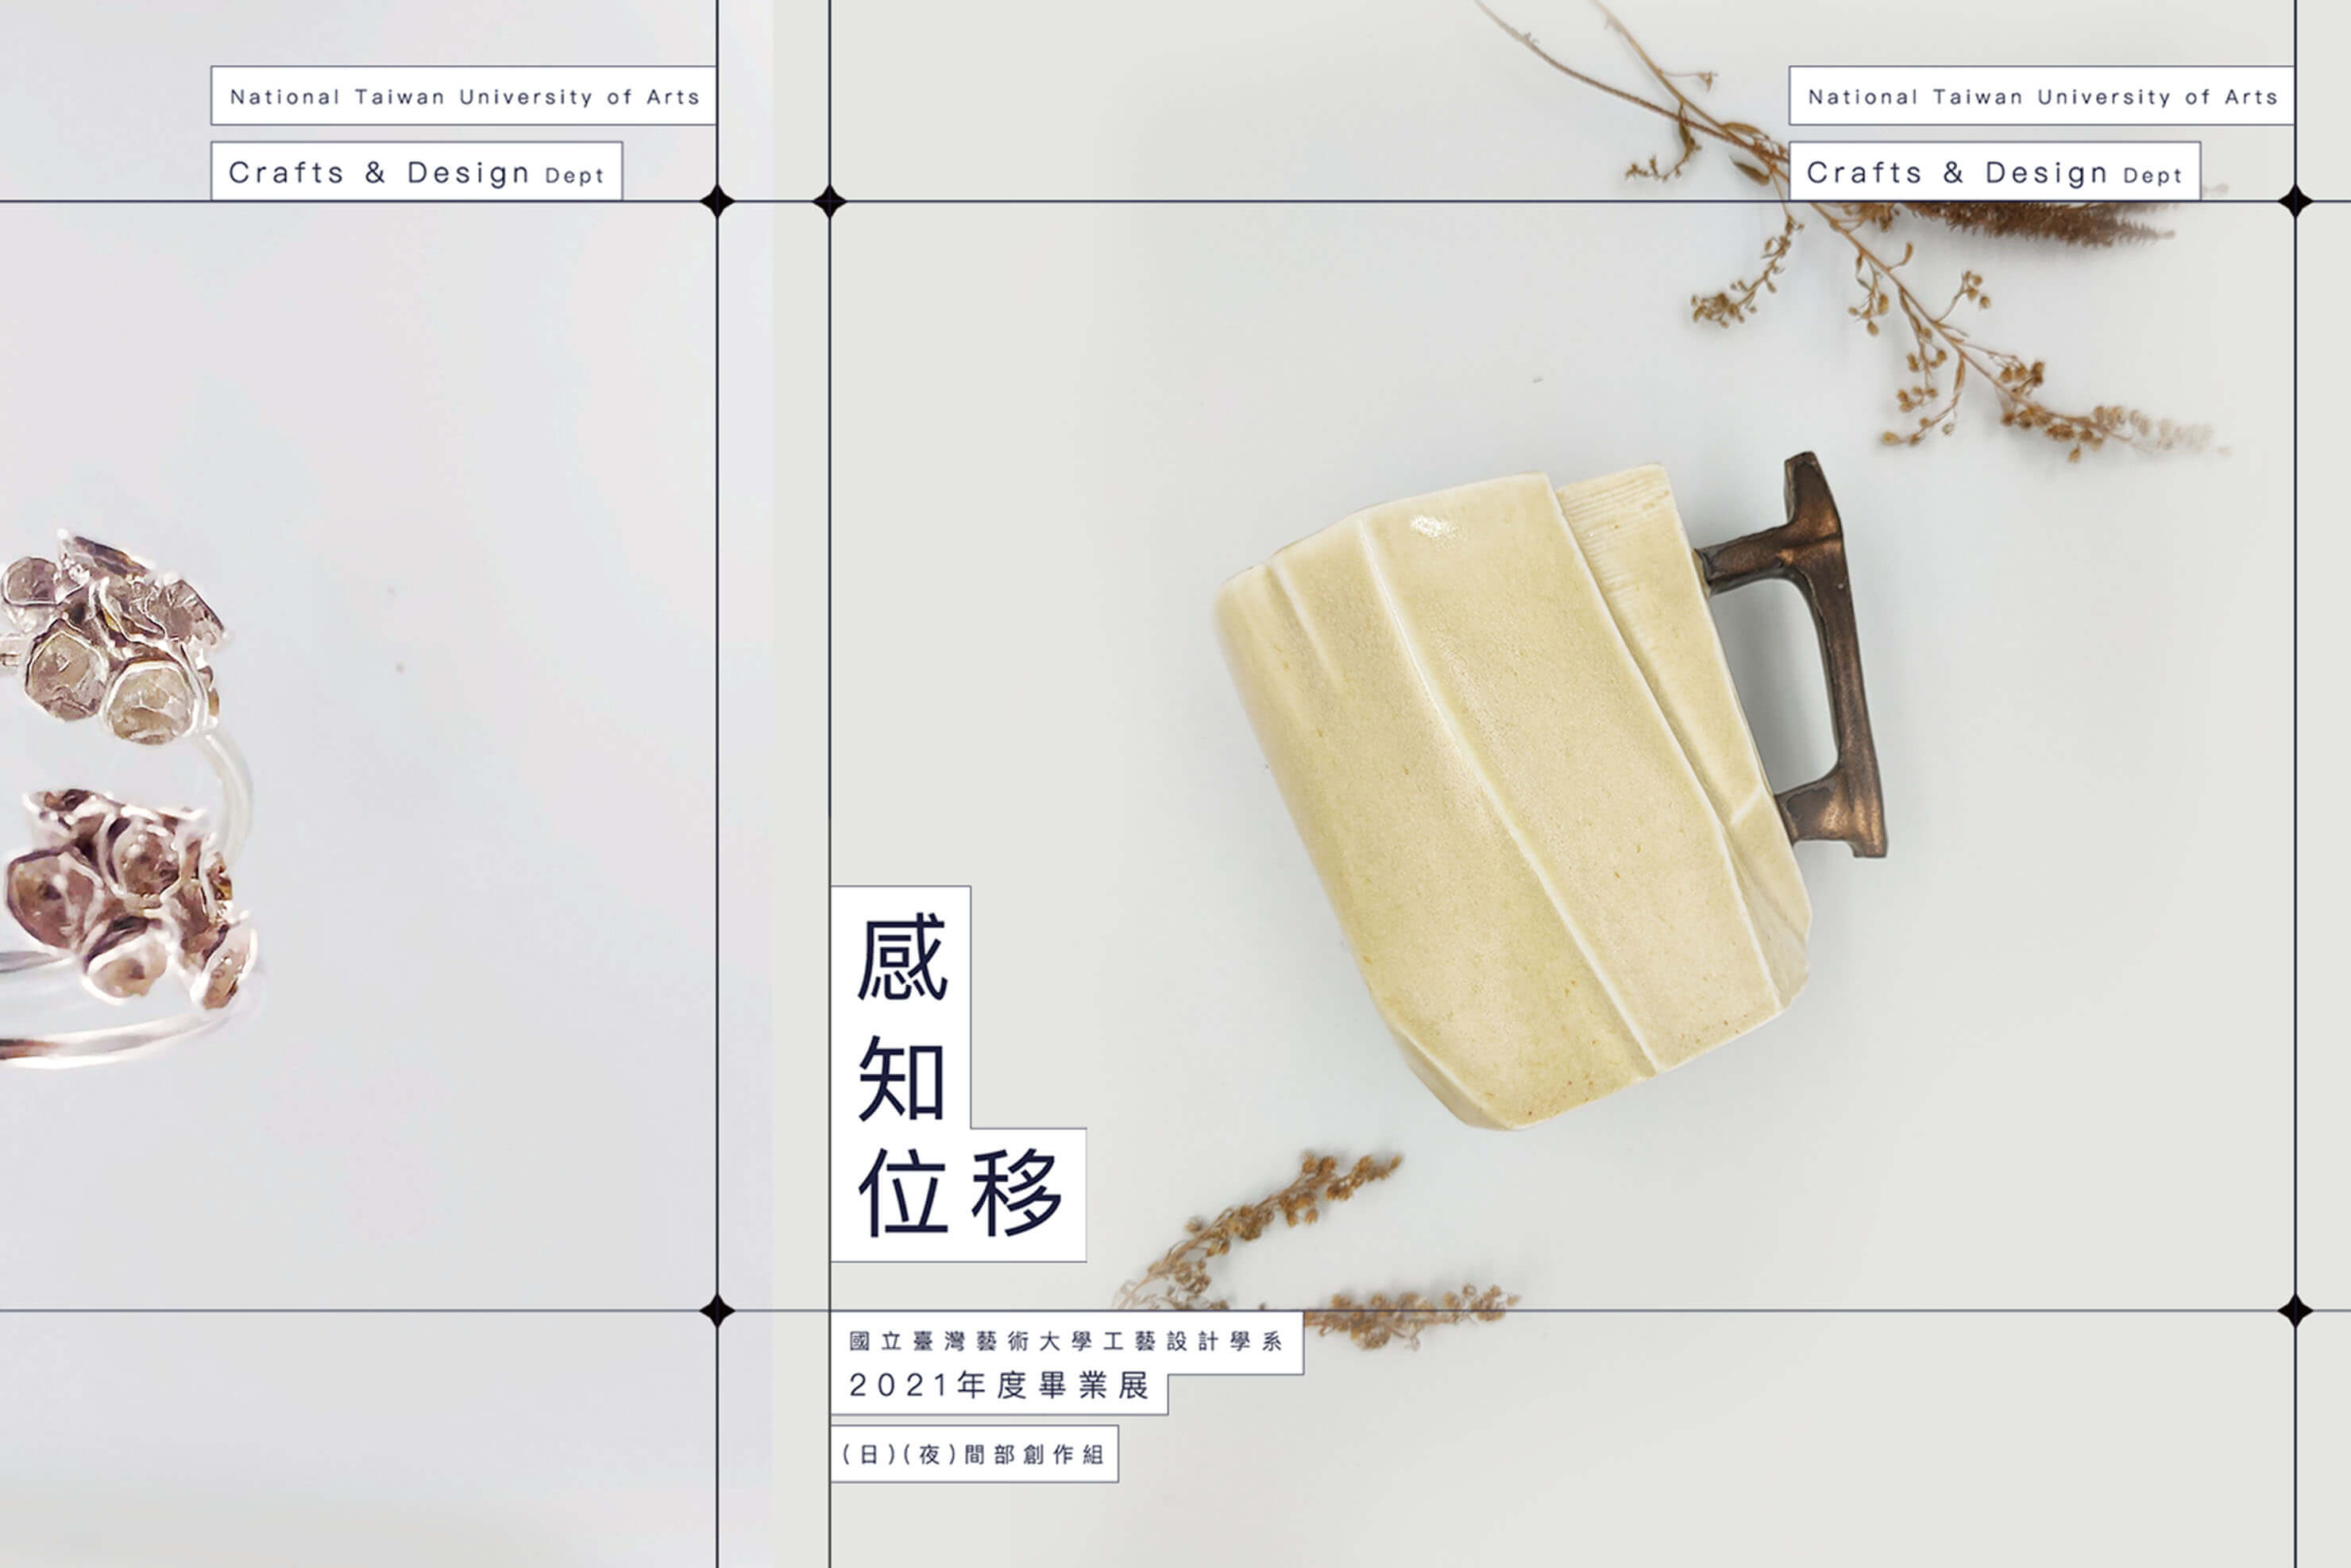 National Taiwan University of Arts
Crafts & Design Dept
National Taiwan University of Arts
Crafts & Design Dept
感
知
位移
國立臺灣藝術大學工藝設計學系
2021年度畢業展
(日)(夜)間部創作組